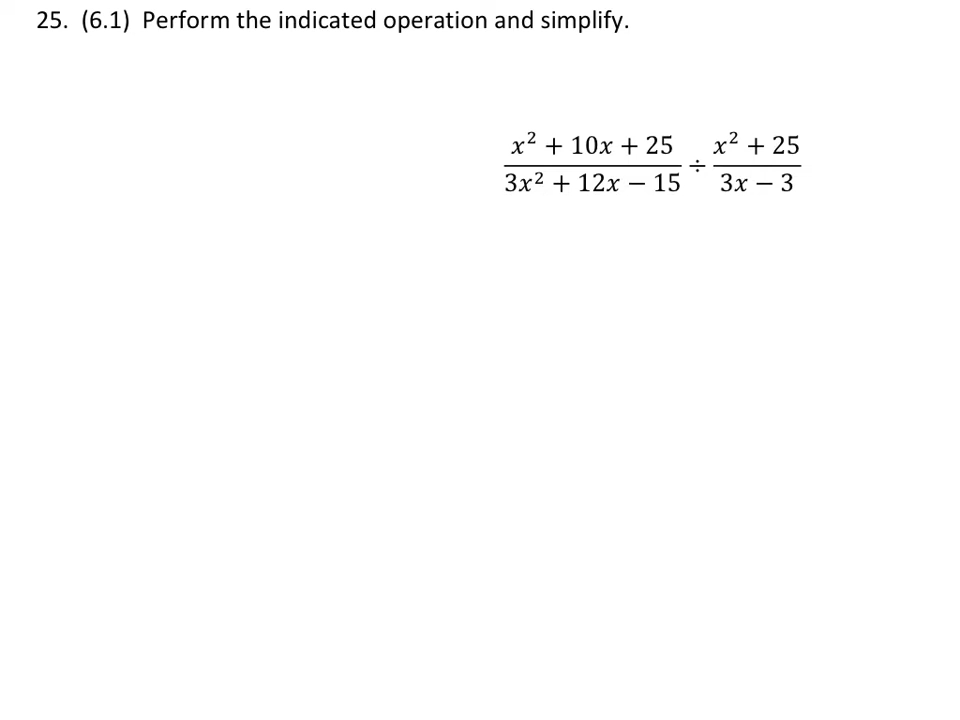 25. (6.1) Perform the indicated operation and simplify.
x² + 10x + 25 / 3x² + 12x − 15 ÷ x² + 25 / 3x − 3